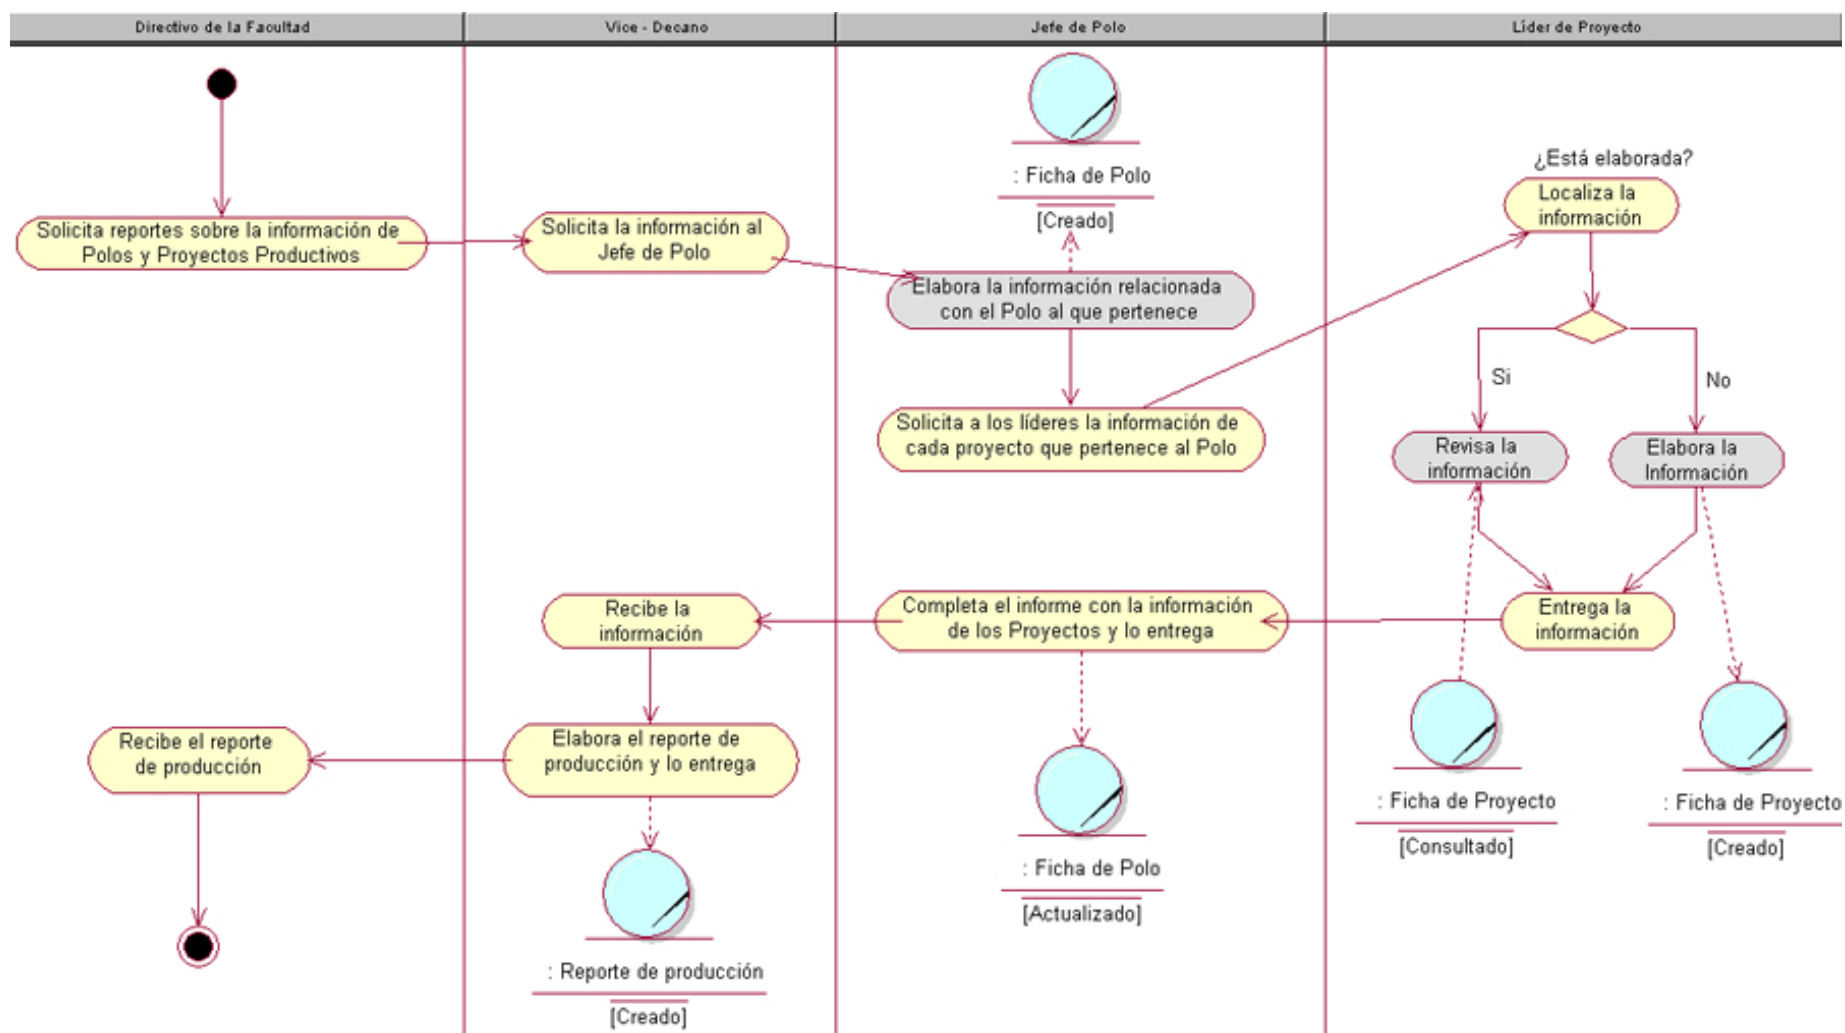 Directivo de la Facultad
Vice - Decano
Jefe de Polo
Líder de Proyecto
: Ficha de Polo
[Creado]
¿Está elaborada?
Localiza la
información
Solicita reportes sobre la información de
Polos y Proyectos Productivos
Solicita la información al
Jefe de Polo
Elabora la información relacionada
con el Polo al que pertenece
Si
No
Solicita a los líderes la información de
cada proyecto que pertenece al Polo
Revisa la
información
Elabora la
Información
Recibe la
información
Completa el informe con la información
de los Proyectos y lo entrega
Entrega la
información
Recibe el reporte
de producción
Elabora el reporte de
producción y lo entrega
: Ficha de Proyecto
[Consultado]
: Ficha de Proyecto
[Creado]
: Ficha de Polo
[Actualizado]
: Reporte de producción
[Creado]